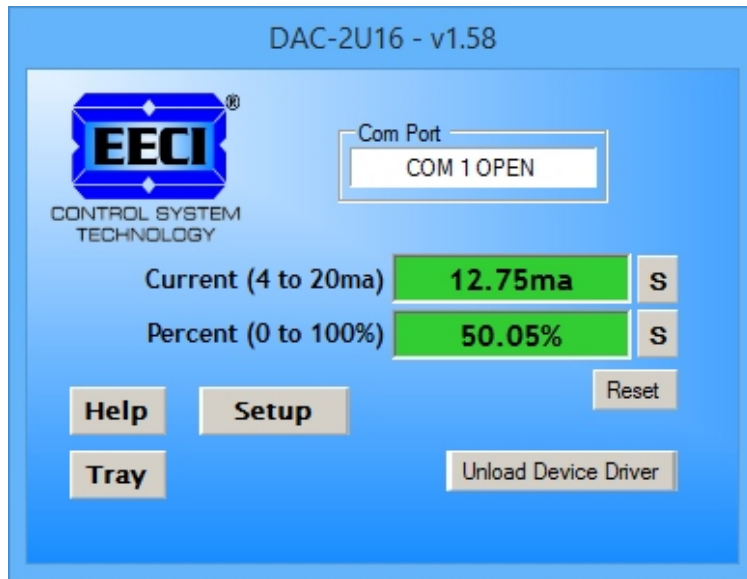 DAC-2U16 - v1.58
®
EECI
CONTROL SYSTEM
TECHNOLOGY
Com Port
COM 1 OPEN
Current (4 to 20ma) 12.75ma S
Percent (0 to 100%) 50.05% S
Reset
Help Setup
Tray Unload Device Driver